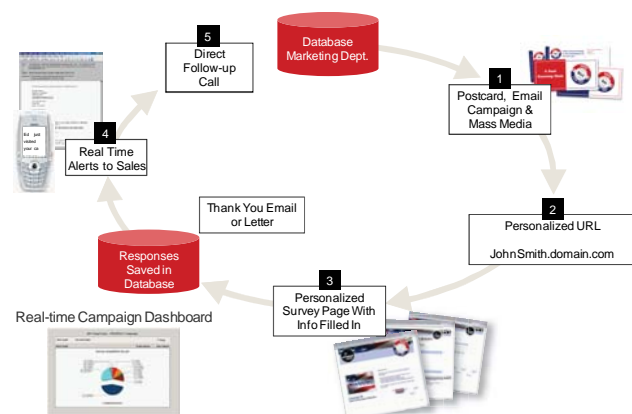 5
Direct
Follow-up
Call
Database
Marketing Dept.
1
Postcard, Email
Campaign &
Mass Media
4
Real Time
Alerts to Sales
2
Personalized URL
JohnSmith.domain.com
Thank You Email
or Letter
Responses
Saved in
Database
3
Personalized
Survey Page With
Info Filled In
Real-time Campaign Dashboard